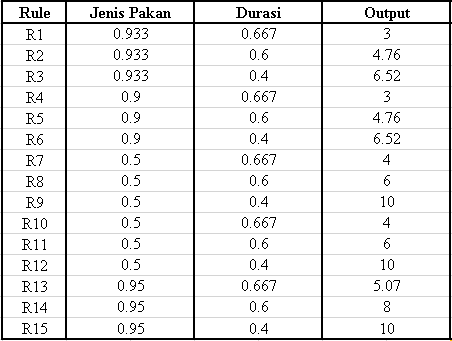 Rule Jenis Pakan Durasi Output
R1 0.933 0.667 3
R2 0.933 0.6 4.76
R3 0.933 0.4 6.52
R4 0.9 0.667 3
R5 0.9 0.6 4.76
R6 0.9 0.4 6.52
R7 0.5 0.667 4
R8 0.5 0.6 6
R9 0.5 0.4 10
R10 0.5 0.667 4
R11 0.5 0.6 6
R12 0.5 0.4 10
R13 0.95 0.667 5.07
R14 0.95 0.6 8
R15 0.95 0.4 10